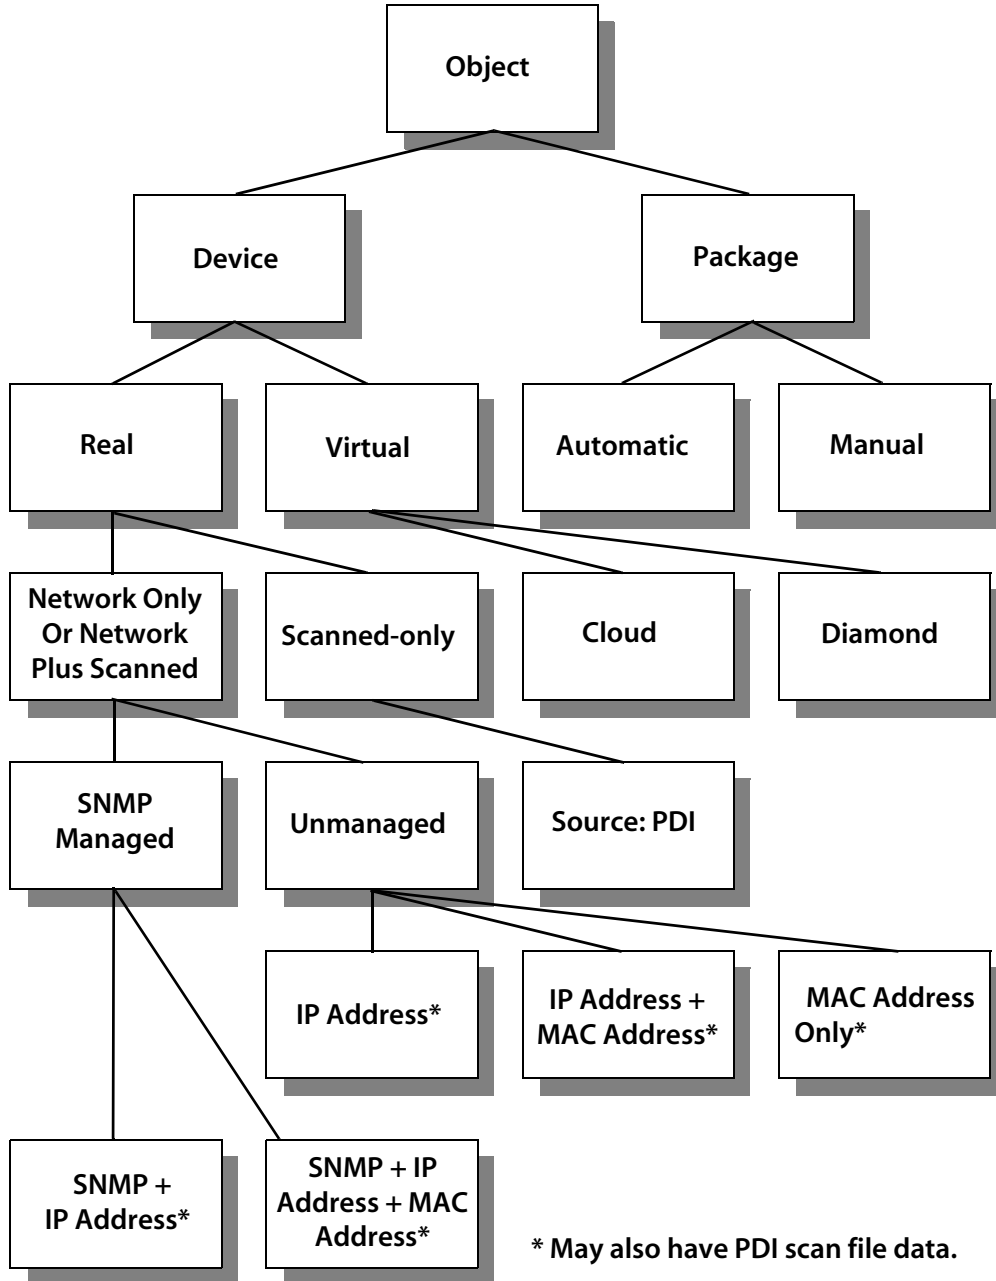 Object
Device
Package
Real
Virtual
Automatic
Manual
Network Only
Or Network
Plus Scanned
Scanned-only
Cloud
Diamond
SNMP
Managed
Unmanaged
Source: PDI
IP Address*
IP Address +
MAC Address*
MAC Address
Only*
SNMP +
IP Address*
SNMP + IP
Address + MAC
Address*
* May also have PDI scan file data.